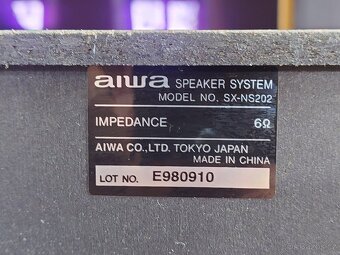 aiwa SPEAKER SYSTEM
MODEL NO. SX-NS202
IMPEDANCE 6Ω
AIWA CO.,LTD. TOKYO JAPAN
MADE IN CHINA
LOT NO. E980910